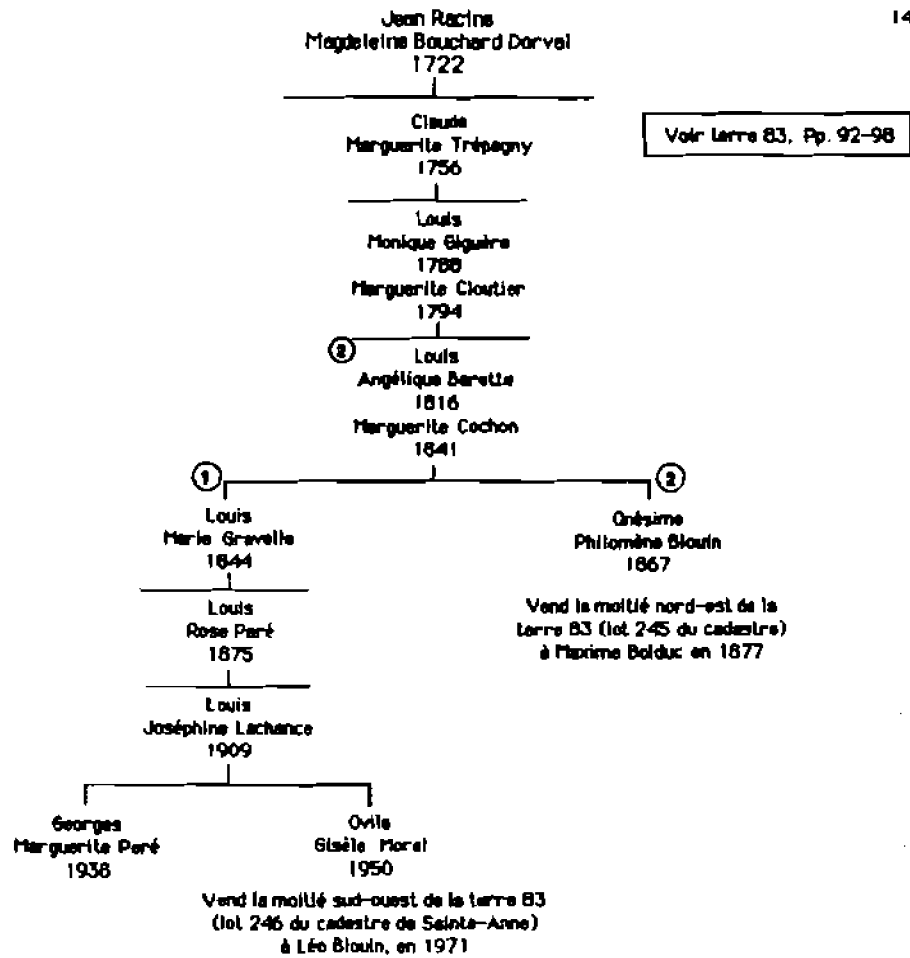 14
Jean Racine
Magdeleine Bouchard Dorval
1722
Voir terre 83, Pp. 92-98
Claude
Marguerite Trépagny
1756
Louis
Monique Giguère
1788
Marguerite Cloutier
1794
2
Louis
Angélique Barette
1816
Marguerite Cochon
1841
1
Louis
Marie Gravelle
1844
2
Onésime
Philomène Blouin
1867
Vend la moitié nord-est de la
terre 83 (lot 245 du cadastre)
à Maxime Bolduc en 1877
Louis
Rose Paré
1875
Louis
Joséphine Lachance
1909
Georges
Marguerite Paré
1938
Ovila
Gisèle Morel
1950
Vend la moitié sud-ouest de la terre 83
(lot 246 du cadastre de Sainte-Anne)
à Léo Blouin, en 1971